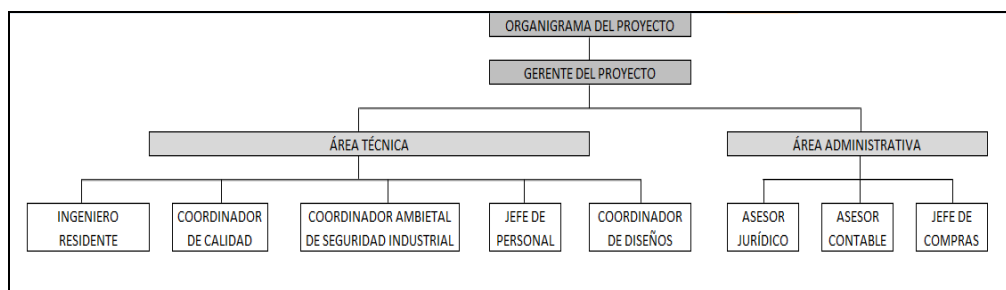 ORGANIGRAMA DEL PROYECTO
GERENTE DEL PROYECTO
ÁREA TÉCNICA
ÁREA ADMINISTRATIVA
INGENIERO
RESIDENTE
COORDINADOR
DE CALIDAD
COORDINADOR AMBIETAL
DE SEGURIDAD INDUSTRIAL
JEFE DE
PERSONAL
COORDINADOR
DE DISEÑOS
ASESOR
JURÍDICO
ASESOR
CONTABLE
JEFE DE
COMPRAS